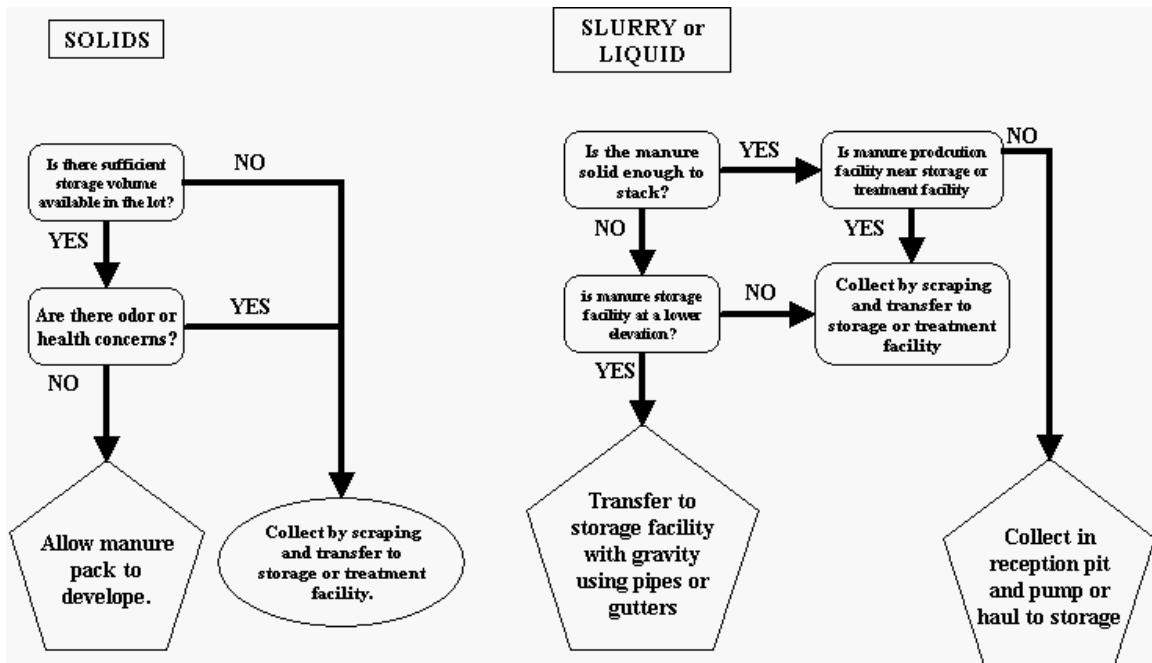 SOLIDS
Is there sufficient
storage volume
available in the lot?
NO
YES
Are there odor or
health concerns?
YES
NO
Allow manure
pack to
develope.
Collect by scraping
and transfer to
storage or treatment
facility.
SLURRY or
LIQUID
Is the manure
solid enough to
stack?
YES
Is manure prodcution
facility near storage or
treatment facility
NO
NO
YES
is manure storage
facility at a lower
elevation?
NO
Collect by scraping
and transfer to
storage or treatment
facility
YES
Transfer to
storage facility
with gravity
using pipes or
gutters
Collect in
reception pit
and pump or
haul to storage